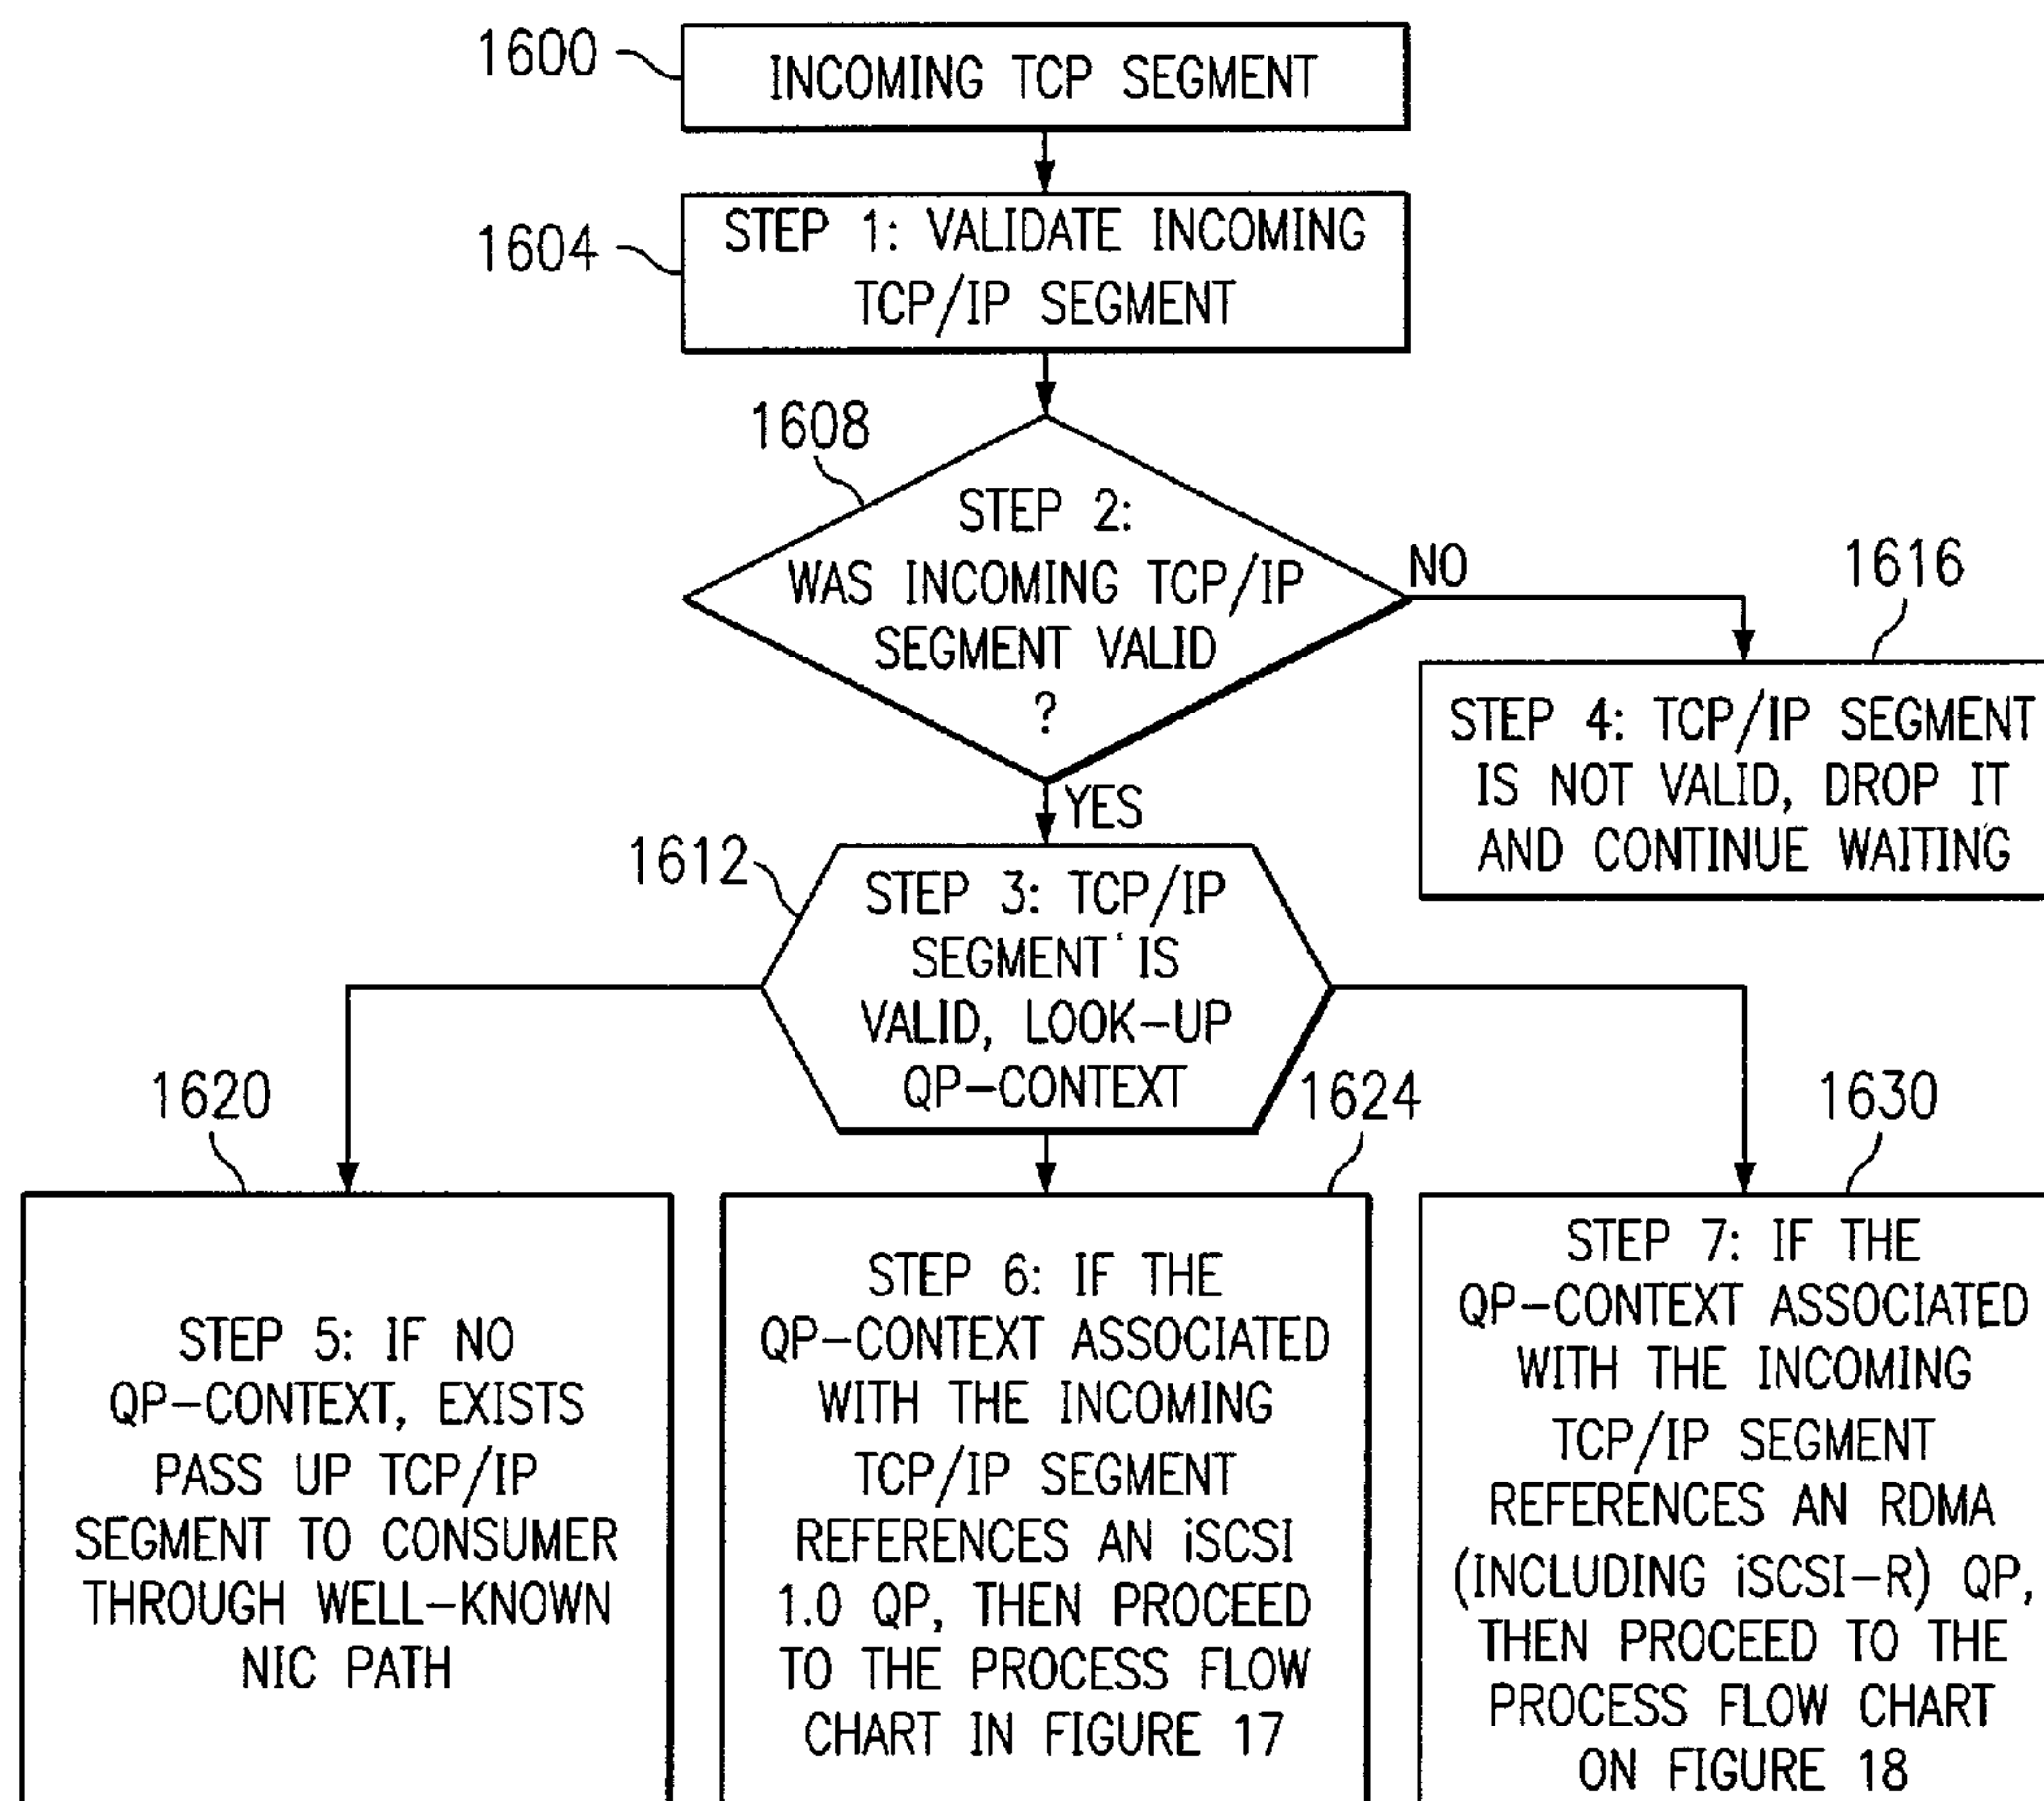 1600
INCOMING TCP SEGMENT
1604
STEP 1: VALIDATE INCOMING
TCP/IP SEGMENT
1608
STEP 2:
WAS INCOMING TCP/IP
SEGMENT VALID
?
NO
1616
STEP 4: TCP/IP SEGMENT
IS NOT VALID, DROP IT
AND CONTINUE WAITING
YES
1612
STEP 3: TCP/IP
SEGMENT IS
VALID, LOOK-UP
QP-CONTEXT
1620
STEP 5: IF NO
QP-CONTEXT, EXISTS
PASS UP TCP/IP
SEGMENT TO CONSUMER
THROUGH WELL-KNOWN
NIC PATH
1624
STEP 6: IF THE
QP-CONTEXT ASSOCIATED
WITH THE INCOMING
TCP/IP SEGMENT
REFERENCES AN iSCSI
1.0 QP, THEN PROCEED
TO THE PROCESS FLOW
CHART IN FIGURE 17
1630
STEP 7: IF THE
QP-CONTEXT ASSOCIATED
WITH THE INCOMING
TCP/IP SEGMENT
REFERENCES AN RDMA
(INCLUDING iSCSI-R) QP,
THEN PROCEED TO THE
PROCESS FLOW CHART
ON FIGURE 18